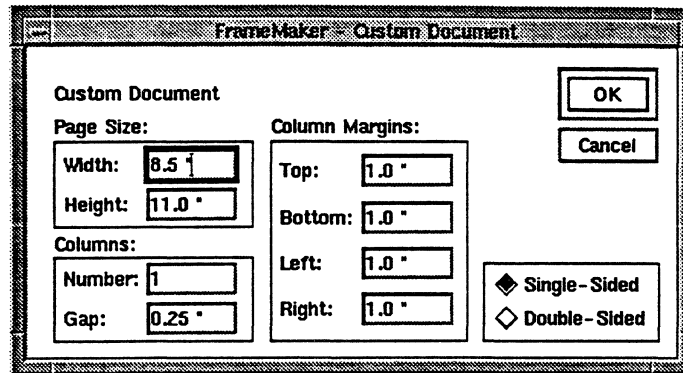 FrameMaker - Custom Document
Custom Document
OK
Cancel
Page Size:
Width: 8.5 "
Height: 11.0 "
Columns:
Number: 1
Gap: 0.25 "
Column Margins:
Top: 1.0 "
Bottom: 1.0 "
Left: 1.0 "
Right: 1.0 "
Single-Sided
Double-Sided